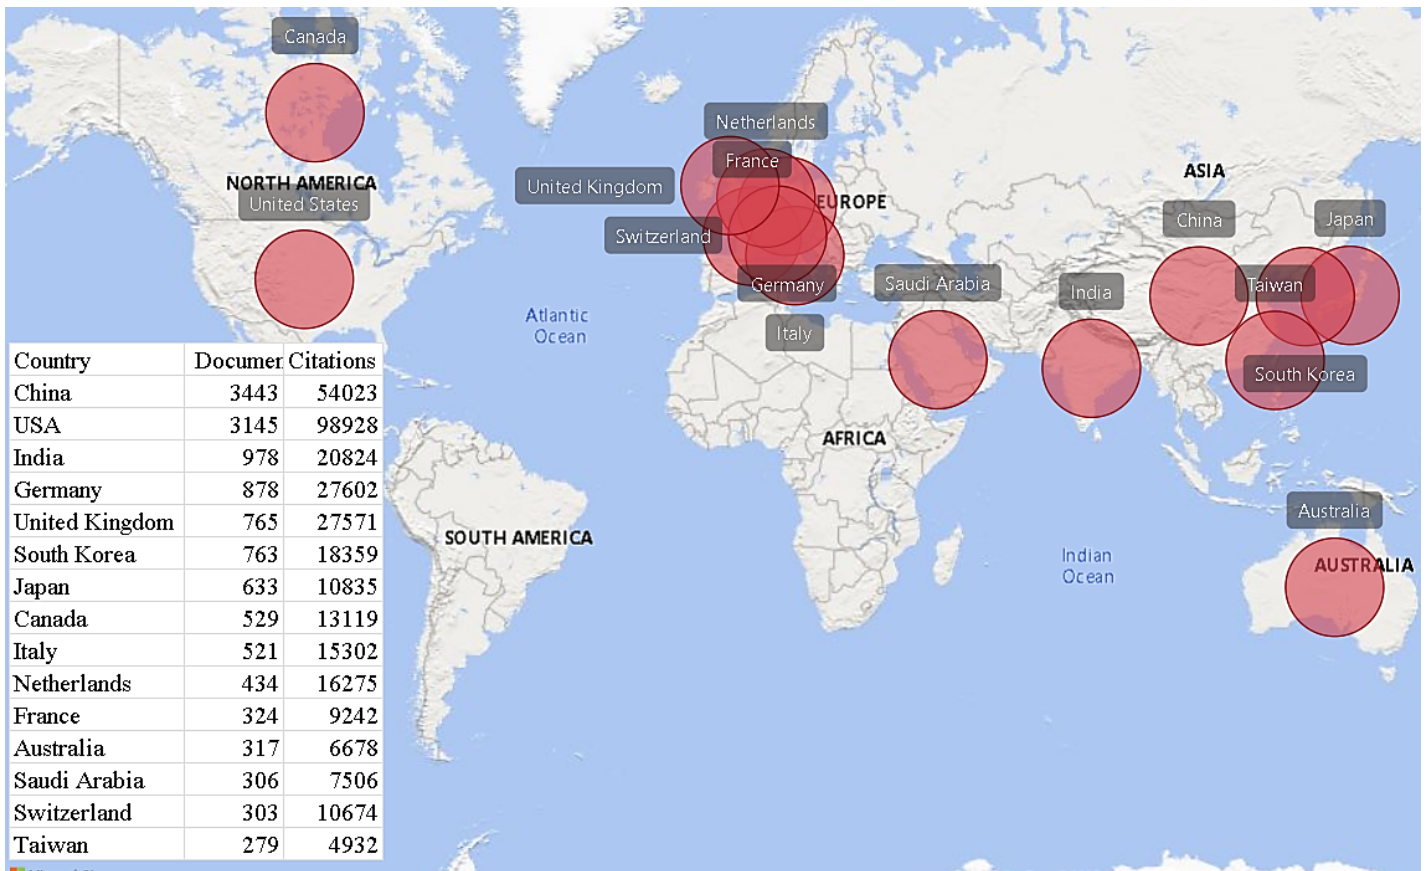 Canada
Netherlands
France
ASIA
NORTH AMERICA
United Kingdom
United States
EUROPE
China
Japan
Switzerland
Germany
Saudi Arabia
India
Taiwan
Atlantic
Ocean
Italy
South Korea
AFRICA
Australia
SOUTH AMERICA
Indian
Ocean
AUSTRALIA
Country Documer Citations
China 3443 54023
USA 3145 98928
India 978 20824
Germany 878 27602
United Kingdom 765 27571
South Korea 763 18359
Japan 633 10835
Canada 529 13119
Italy 521 15302
Netherlands 434 16275
France 324 9242
Australia 317 6678
Saudi Arabia 306 7506
Switzerland 303 10674
Taiwan 279 4932